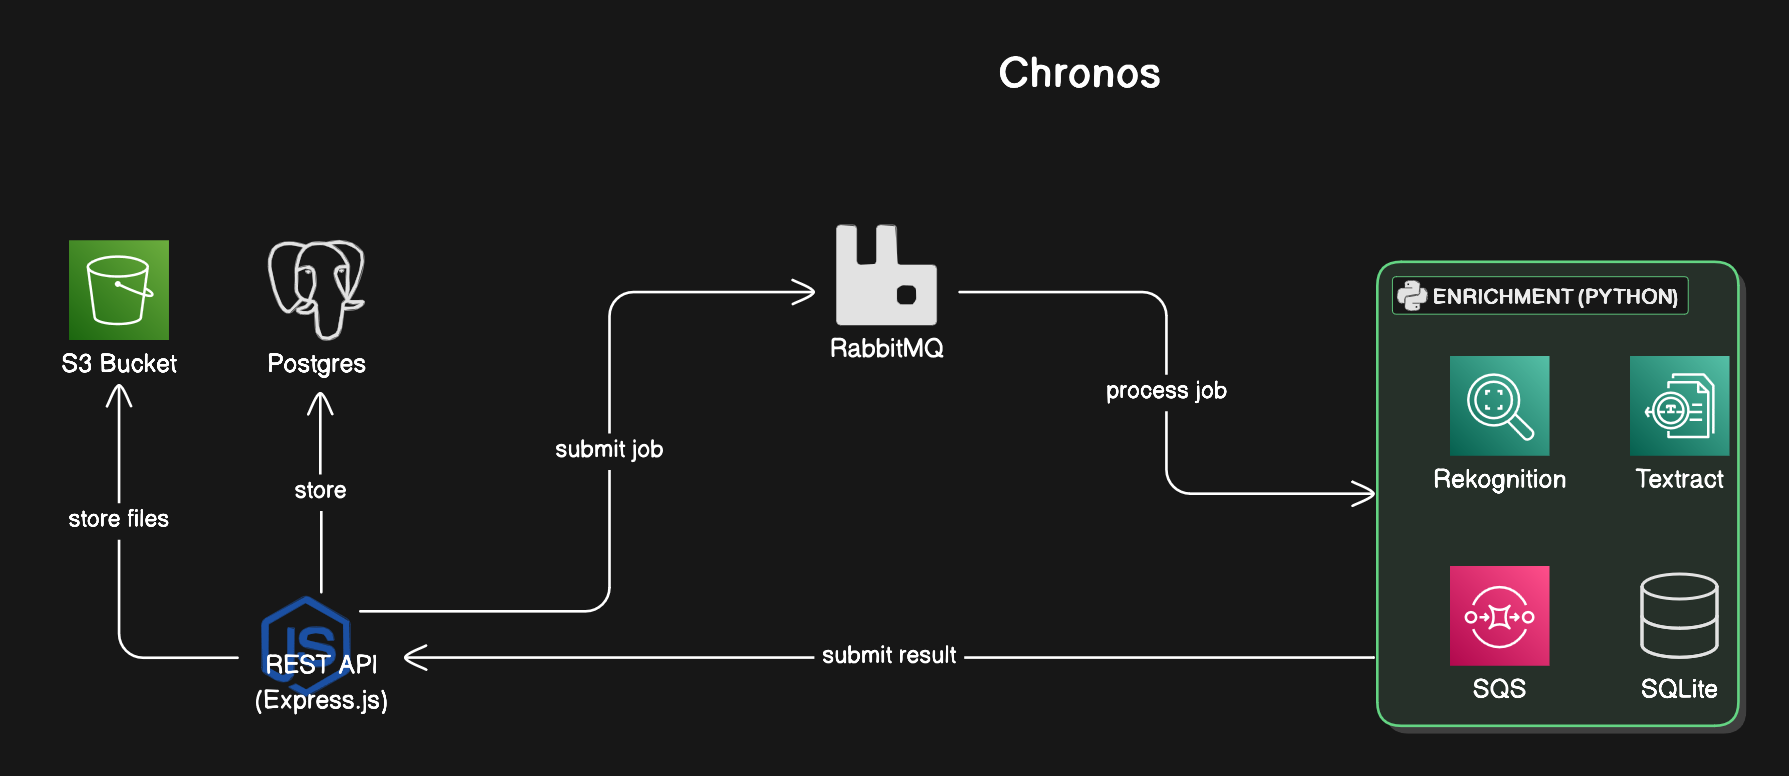 Chronos
S3 Bucket
Postgres
RabbitMQ
ENRICHMENT (PYTHON)
process job
submit job
Rekognition
Textract
store
store files
JS
REST API
(Express.js)
submit result
SQS
SQLite